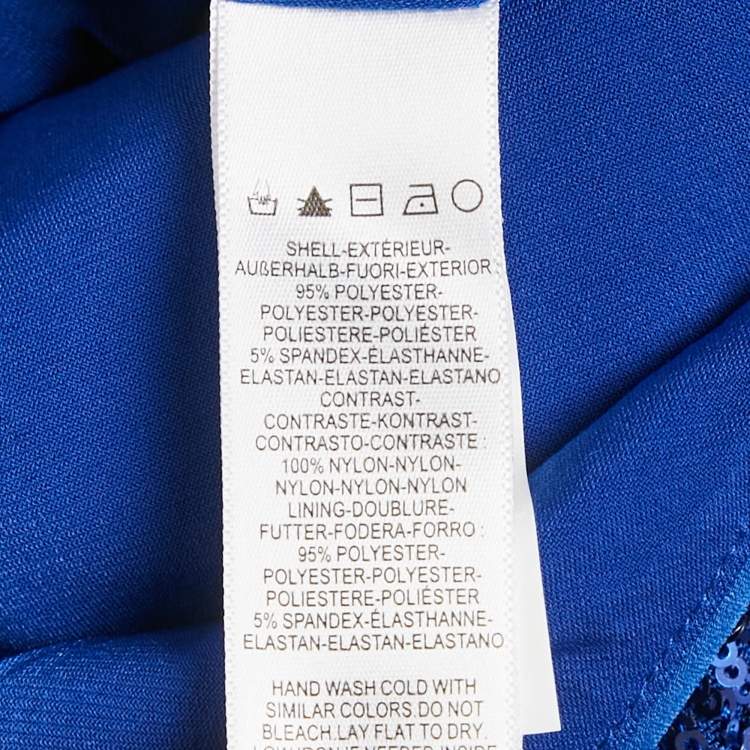 SHELL-EXTÉRIEUR-
AUßERHALB-FUORI-EXTERIOR :
95% POLYESTER-
POLYESTER-POLYESTER-
POLIESTERE-POLIÉSTER
5% SPANDEX-ÉLASTHANNE-
ELASTAN-ELASTAN-ELASTANO
CONTRAST-
CONTRASTE-KONTRAST-
CONTRASTO-CONTRASTE :
100% NYLON-NYLON-
NYLON-NYLON-NYLON
LINING-DOUBLURE-
FUTTER-FODERA-FORRO :
95% POLYESTER-
POLYESTER-POLYESTER-
POLIESTERE-POLIÉSTER
5% SPANDEX-ÉLASTHANNE-
ELASTAN-ELASTAN-ELASTANO
HAND WASH COLD WITH
SIMILAR COLORS.DO NOT
BLEACH.LAY FLAT TO DRY.
IF NEEDED INSIDE